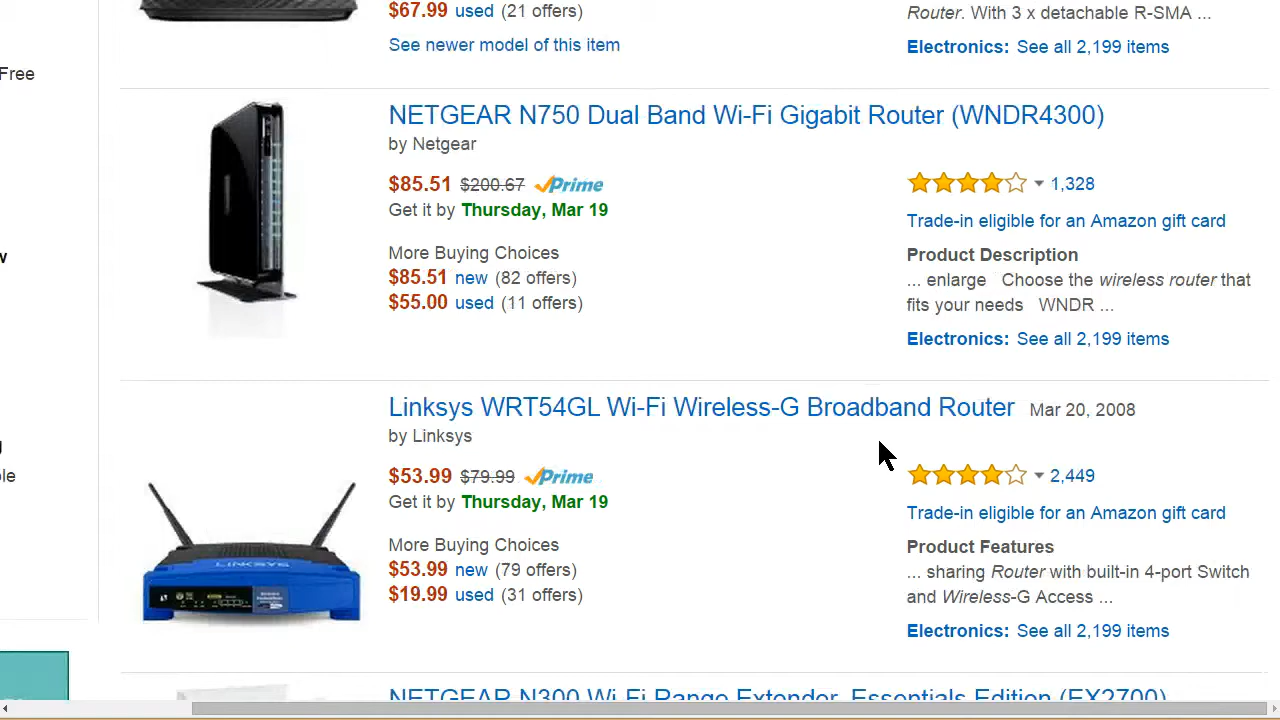 $67.99 used (21 offers)
Router. With 3 x detachable R-SMA ...
See newer model of this item
Electronics: See all 2,199 items
Free
NETGEAR N750 Dual Band Wi-Fi Gigabit Router (WNDR4300)
by Netgear
$85.51 $200.67 Prime
1,328
Get it by Thursday, Mar 19
Trade-in eligible for an Amazon gift card
More Buying Choices
Product Description
$85.51 new (82 offers)
... enlarge Choose the wireless router that
$55.00 used (11 offers)
fits your needs WNDR ...
Electronics: See all 2,199 items
Linksys WRT54GL Wi-Fi Wireless-G Broadband Router Mar 20, 2008
by Linksys
$53.99 $79.99 Prime
2,449
Get it by Thursday, Mar 19
Trade-in eligible for an Amazon gift card
More Buying Choices
Product Features
$53.99 new (79 offers)
... sharing Router with built-in 4-port Switch
$19.99 used (31 offers)
and Wireless-G Access ...
Electronics: See all 2,199 items
LINKSYS
NETGEAR N300 Wi-Fi Range Extender, Essentials Edition (EX2700)